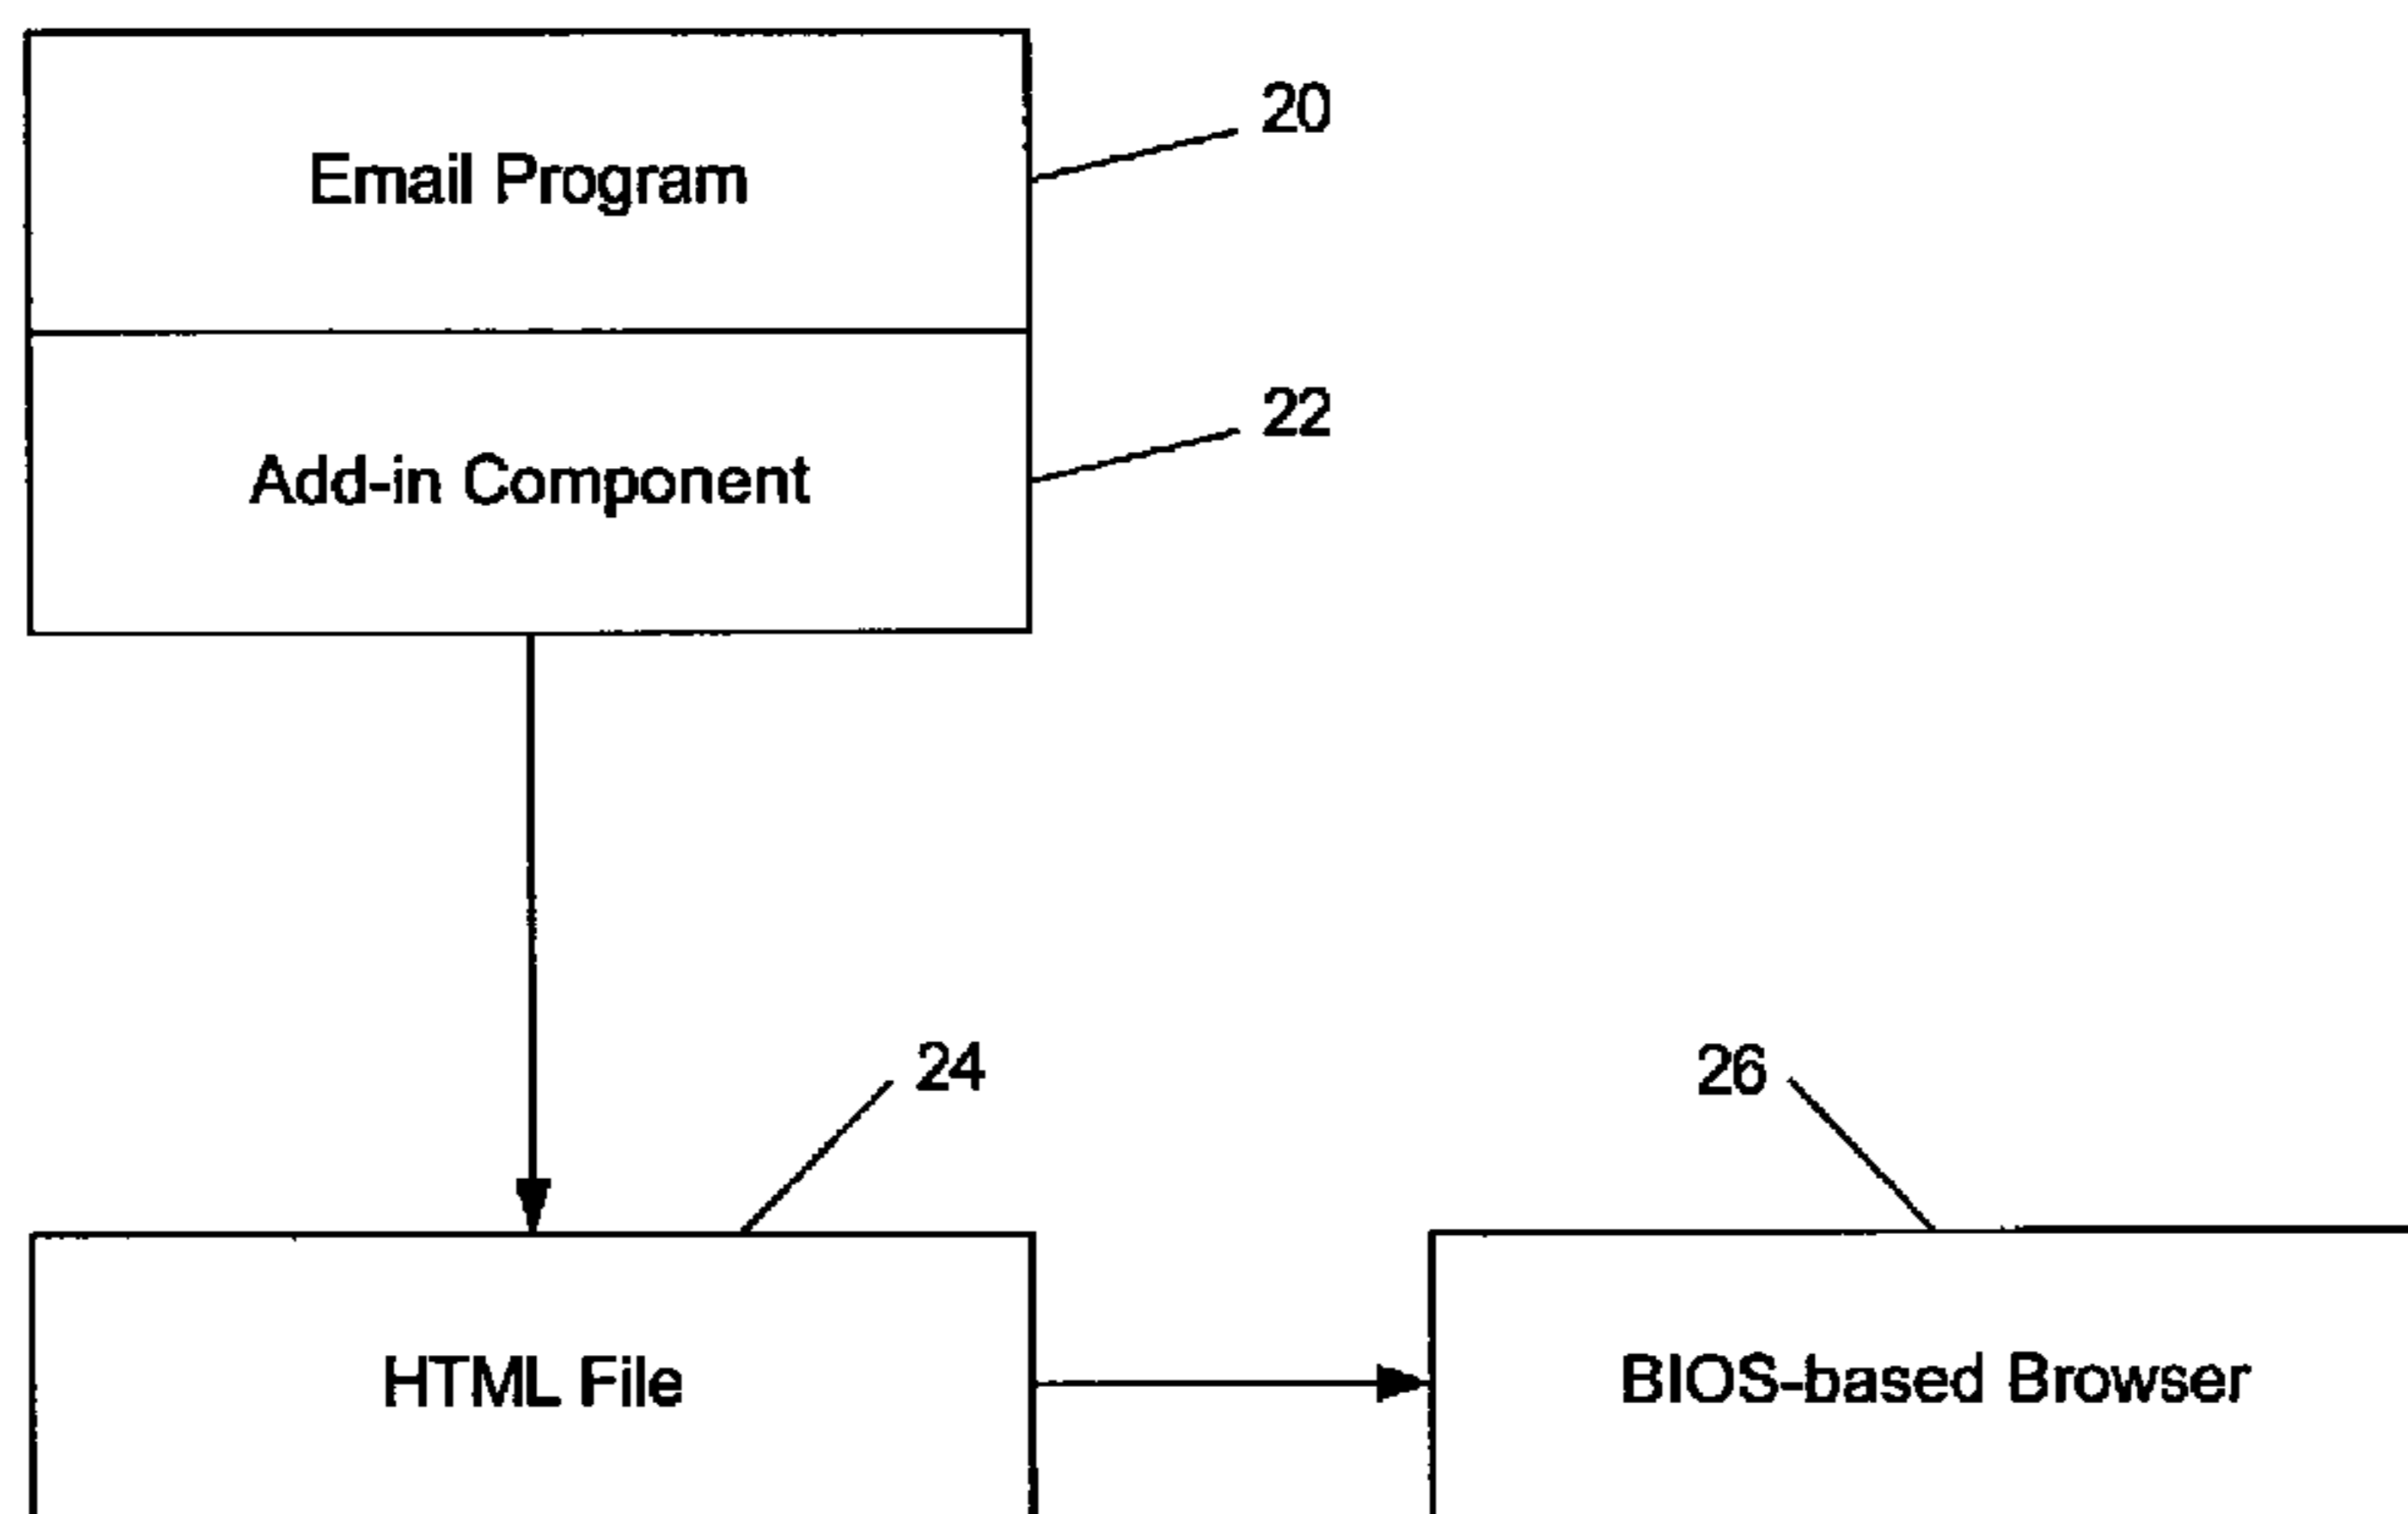 20
Email Program
22
Add-in Component
24
26
HTML File
BIOS-based Browser